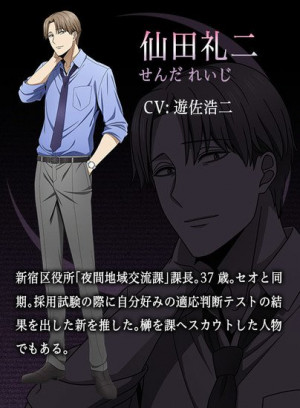 仙田礼二
せんだ れいじ
CV: 遊佐浩二
新宿区役所「夜間地域交流課」課長。37歳。セオと同
期。採用試験の際に自分好みの適応判断テストの結
果を出した新を推した。榊を課へスカウトした人物
でもある。